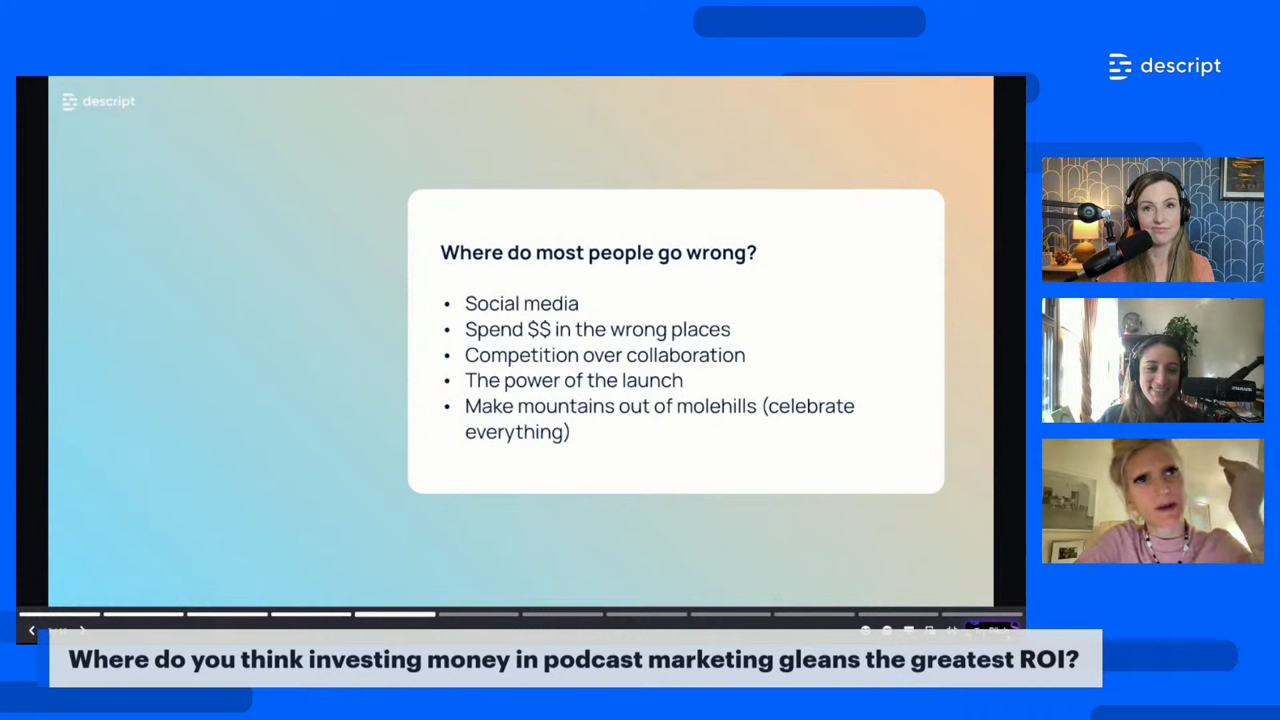 descript
descript
Where do most people go wrong?
• Social media
• Spend $$ in the wrong places
• Competition over collaboration
• The power of the launch
• Make mountains out of molehills (celebrate
everything)
Where do you think investing money in podcast marketing gleans the greatest ROI?